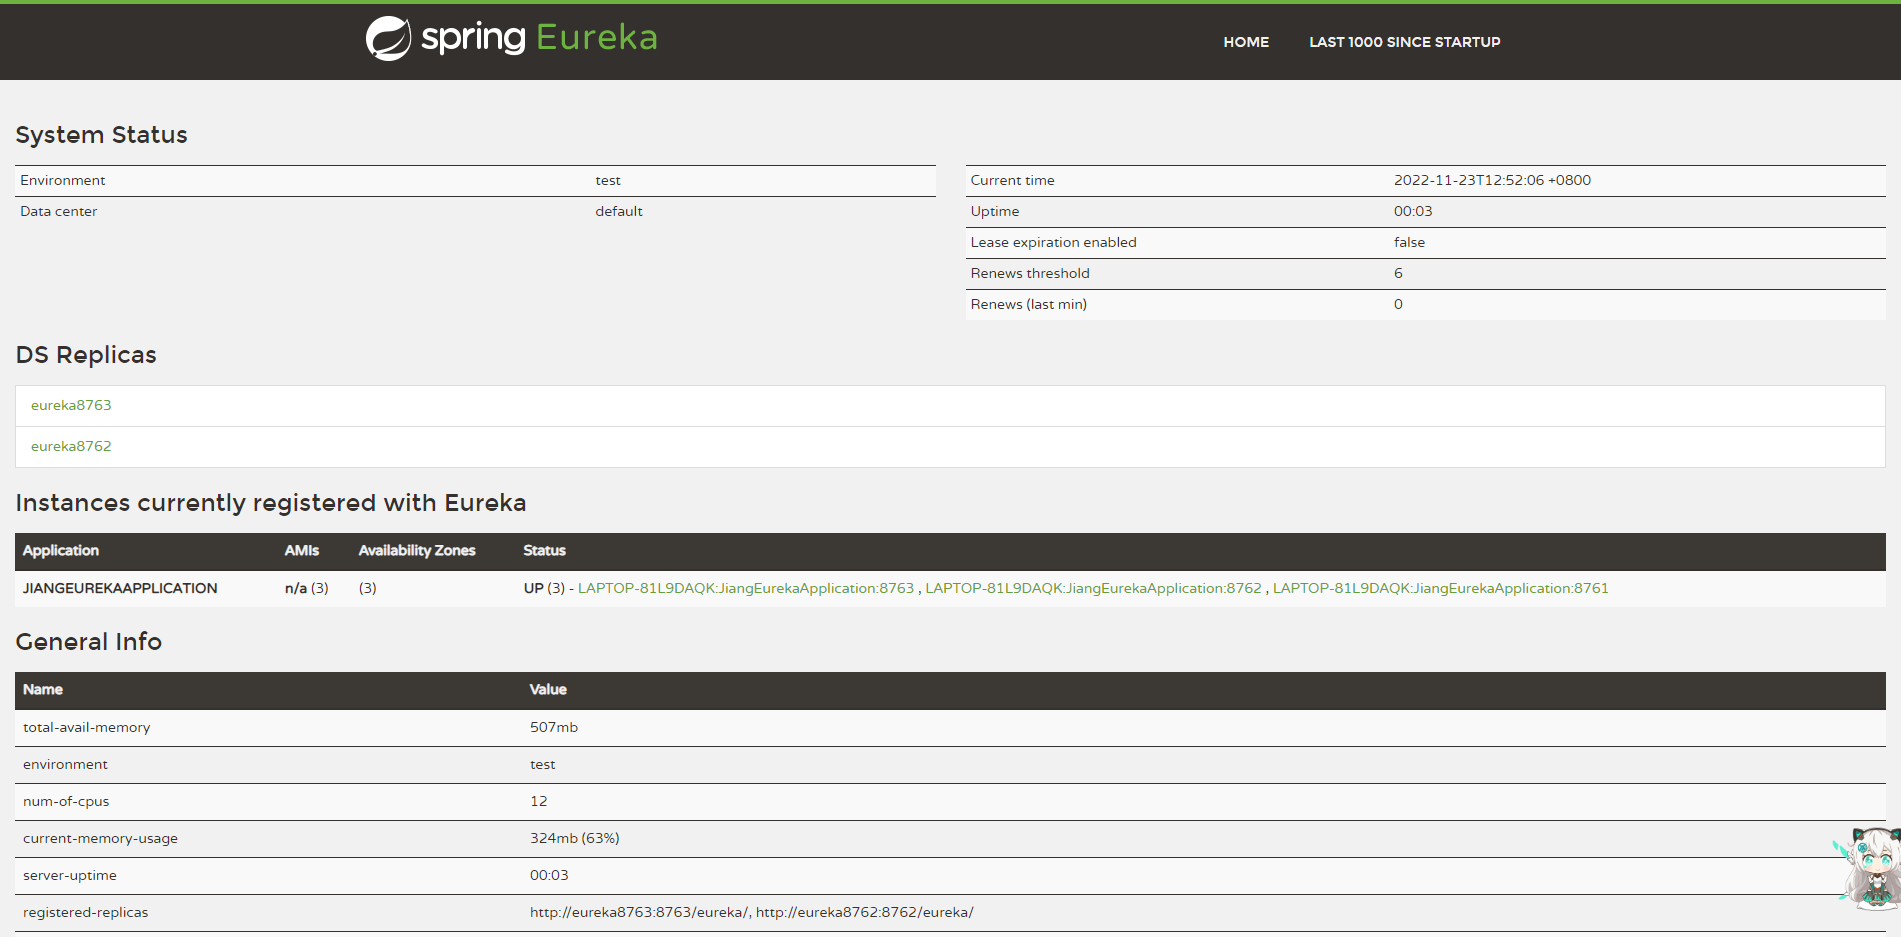 spring Eureka
HOME LAST 1000 SINCE STARTUP
System Status
Environment test
Data center default
Current time 2022-11-23T12:52:06 +0800
Uptime 00:03
Lease expiration enabled false
Renews threshold 6
Renews (last min) 0
DS Replicas
eureka8763
eureka8762
Instances currently registered with Eureka
Application AMIs Availability Zones Status
JIANGEUREKAAPPLICATION n/a (3) (3) UP (3) - LAPTOP-81L9DAQK:JiangEurekaApplication:8763 , LAPTOP-81L9DAQK:JiangEurekaApplication:8762 , LAPTOP-81L9DAQK:JiangEurekaApplication:8761
General Info
Name Value
total-avail-memory 507mb
environment test
num-of-cpus 12
current-memory-usage 324mb (63%)
server-uptime 00:03
registered-replicas http://eureka8763:8763/eureka/, http://eureka8762:8762/eureka/